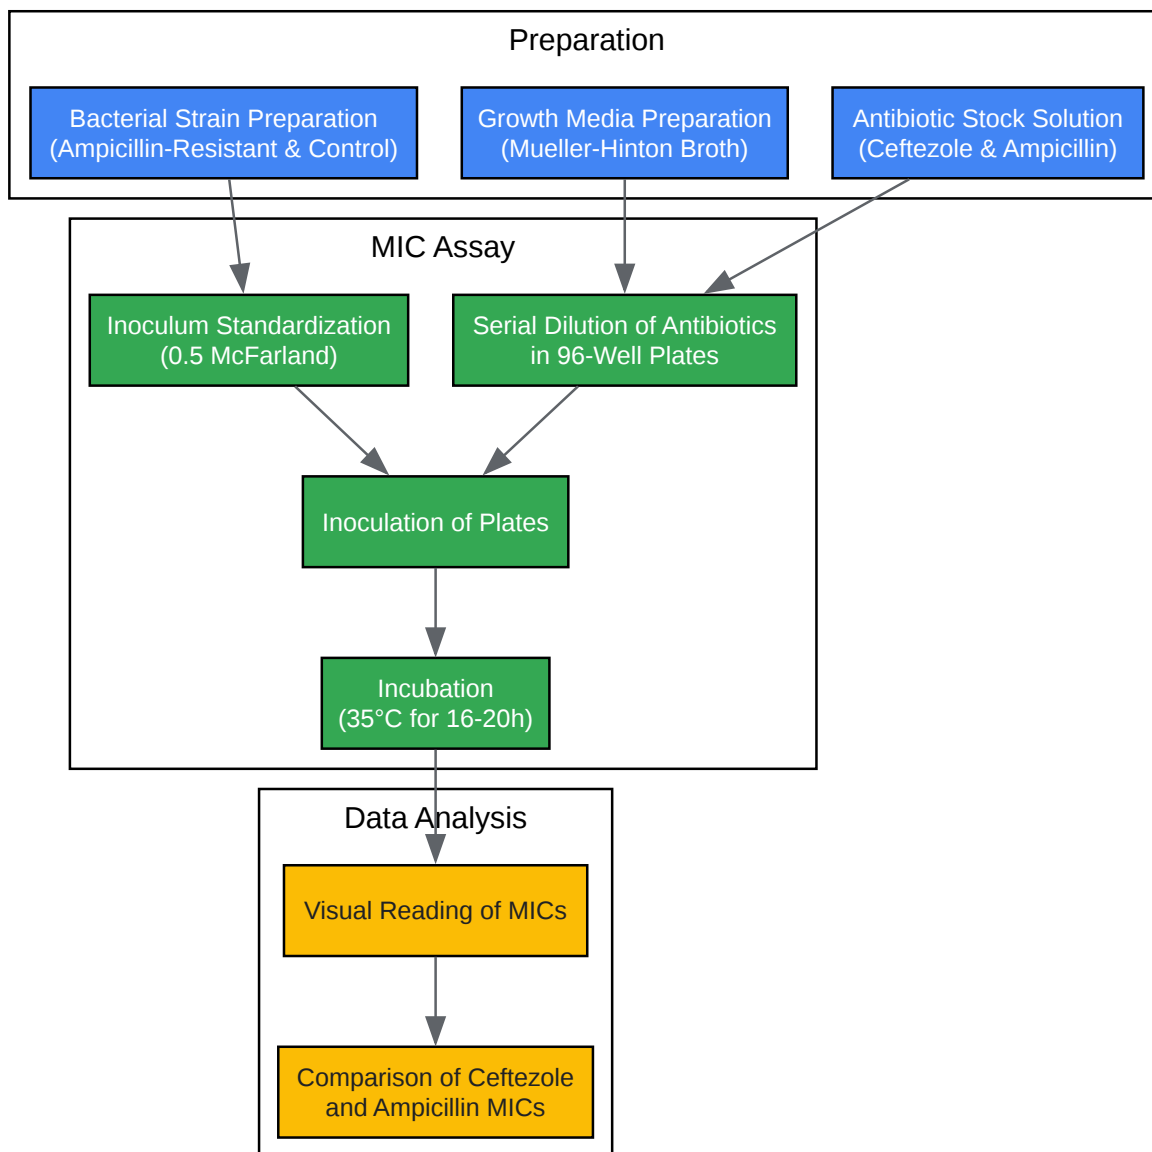 Preparation
Bacterial Strain Preparation
(Ampicillin-Resistant & Control)
Growth Media Preparation
(Mueller-Hinton Broth)
Antibiotic Stock Solution
(Ceftezole & Ampicillin)
MIC Assay
Inoculum Standardization
(0.5 McFarland)
Serial Dilution of Antibiotics
in 96-Well Plates
Inoculation of Plates
Incubation
(35°C for 16-20h)
Data Analysis
Visual Reading of MICs
Comparison of Ceftezole
and Ampicillin MICs